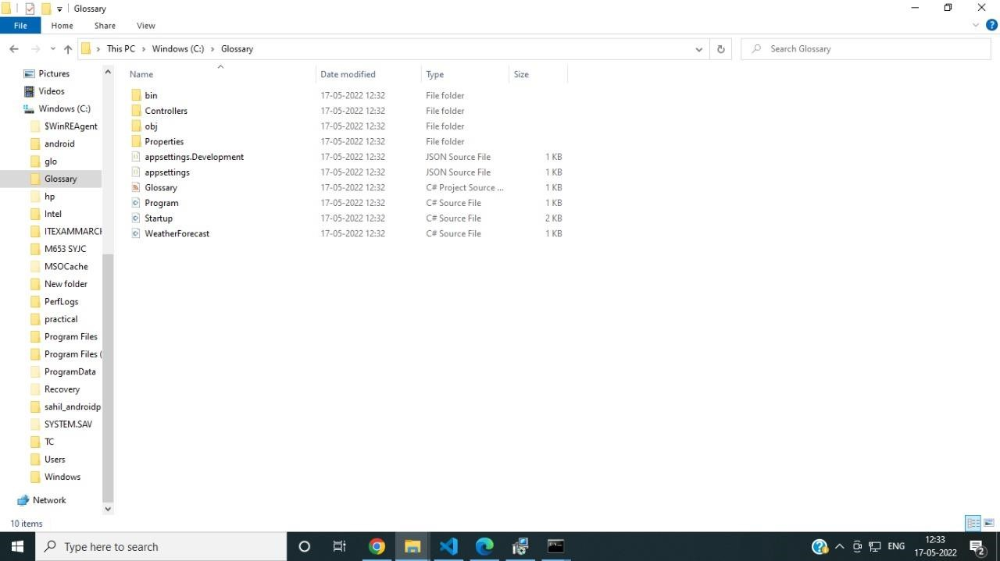 Glossary
File Home Share View
This PC Windows (C:) Glossary Search Glossary
Name Date modified Type Size
Pictures
Videos
Windows (C:)
$WinREAgent
android
glo
Glossary
hp
Intel
ITEXAMMARCH
M653 SYJC
MSOCache
New folder
PerfLogs
practical
Program Files
Program Files (
ProgramData
Recovery
sahil_androidp
SYSTEM.SAV
TC
Users
Windows
Network
bin 17-05-2022 12:32 File folder
Controllers 17-05-2022 12:32 File folder
obj 17-05-2022 12:32 File folder
Properties 17-05-2022 12:32 File folder
appsettings.Development 17-05-2022 12:32 JSON Source File 1 KB
appsettings 17-05-2022 12:32 JSON Source File 1 KB
Glossary 17-05-2022 12:32 C# Project Source ... 1 KB
Program 17-05-2022 12:32 C# Source File 1 KB
Startup 17-05-2022 12:32 C# Source File 2 KB
WeatherForecast 17-05-2022 12:32 C# Source File 1 KB
10 items
Type here to search
ENG
12:33
17-05-2022
2